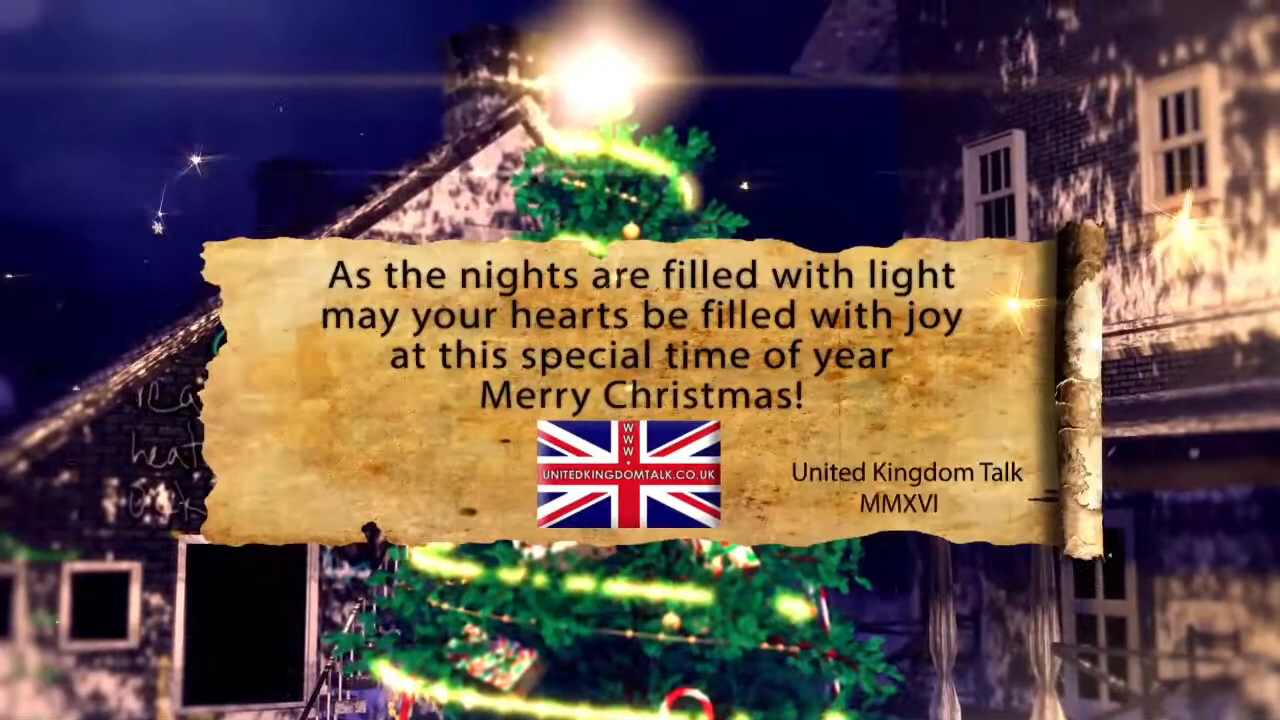 As the nights are filled with light
may your hearts be filled with joy
at this special time of year
Merry Christmas!
WWW.
UNITEDKINGDOMTALK.CO.UK
United Kingdom Talk
MMXVI